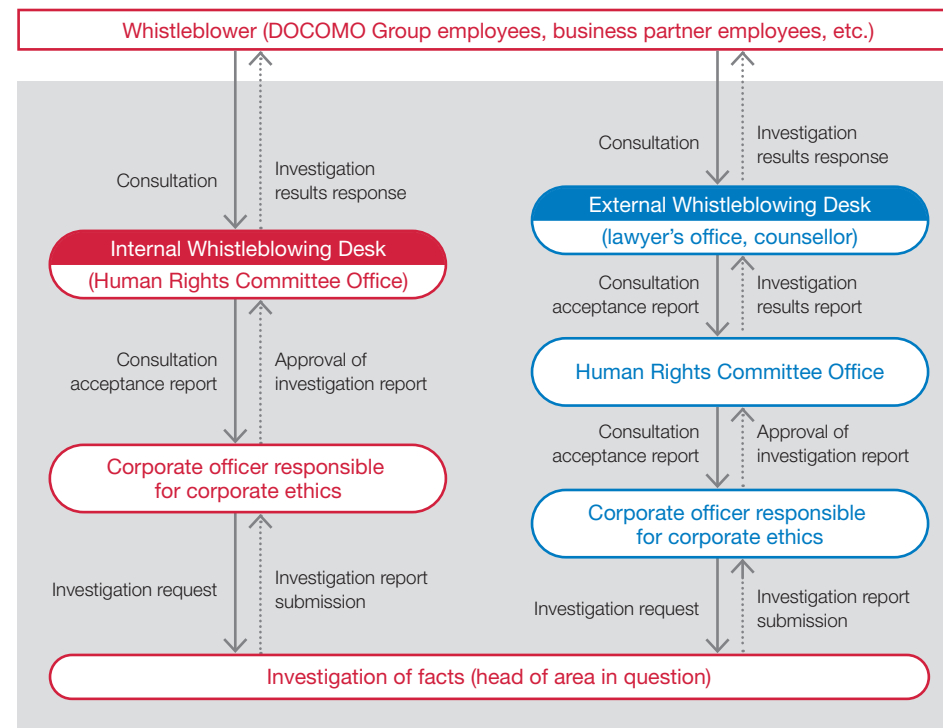 Whistleblower (DOCOMO Group employees, business partner employees, etc.)
Consultation
Investigation
results response
Internal Whistleblowing Desk
(Human Rights Committee Office)
Consultation
acceptance report
Approval of
investigation report
Corporate officer responsible
for corporate ethics
Investigation request
Investigation report
submission
Consultation
Investigation
results response
External Whistleblowing Desk
(lawyer's office, counsellor)
Consultation
acceptance report
Investigation
results report
Human Rights Committee Office
Consultation
acceptance report
Approval of
investigation report
Corporate officer responsible
for corporate ethics
Investigation request
Investigation report
submission
Investigation of facts (head of area in question)